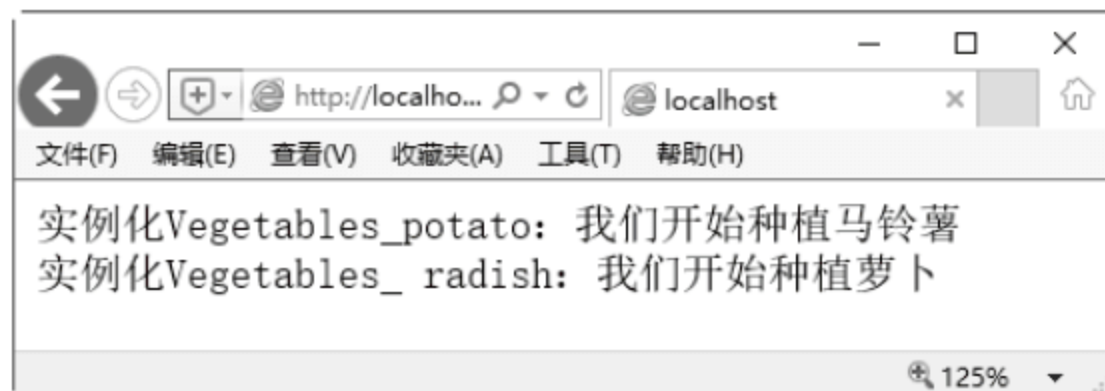 http://localho...
localhost
文件(F) 编辑(E) 查看(V) 收藏夹(A) 工具(T) 帮助(H)
实例化Vegetables_potato：我们开始种植马铃薯
实例化Vegetables_ radish：我们开始种植萝卜
125%